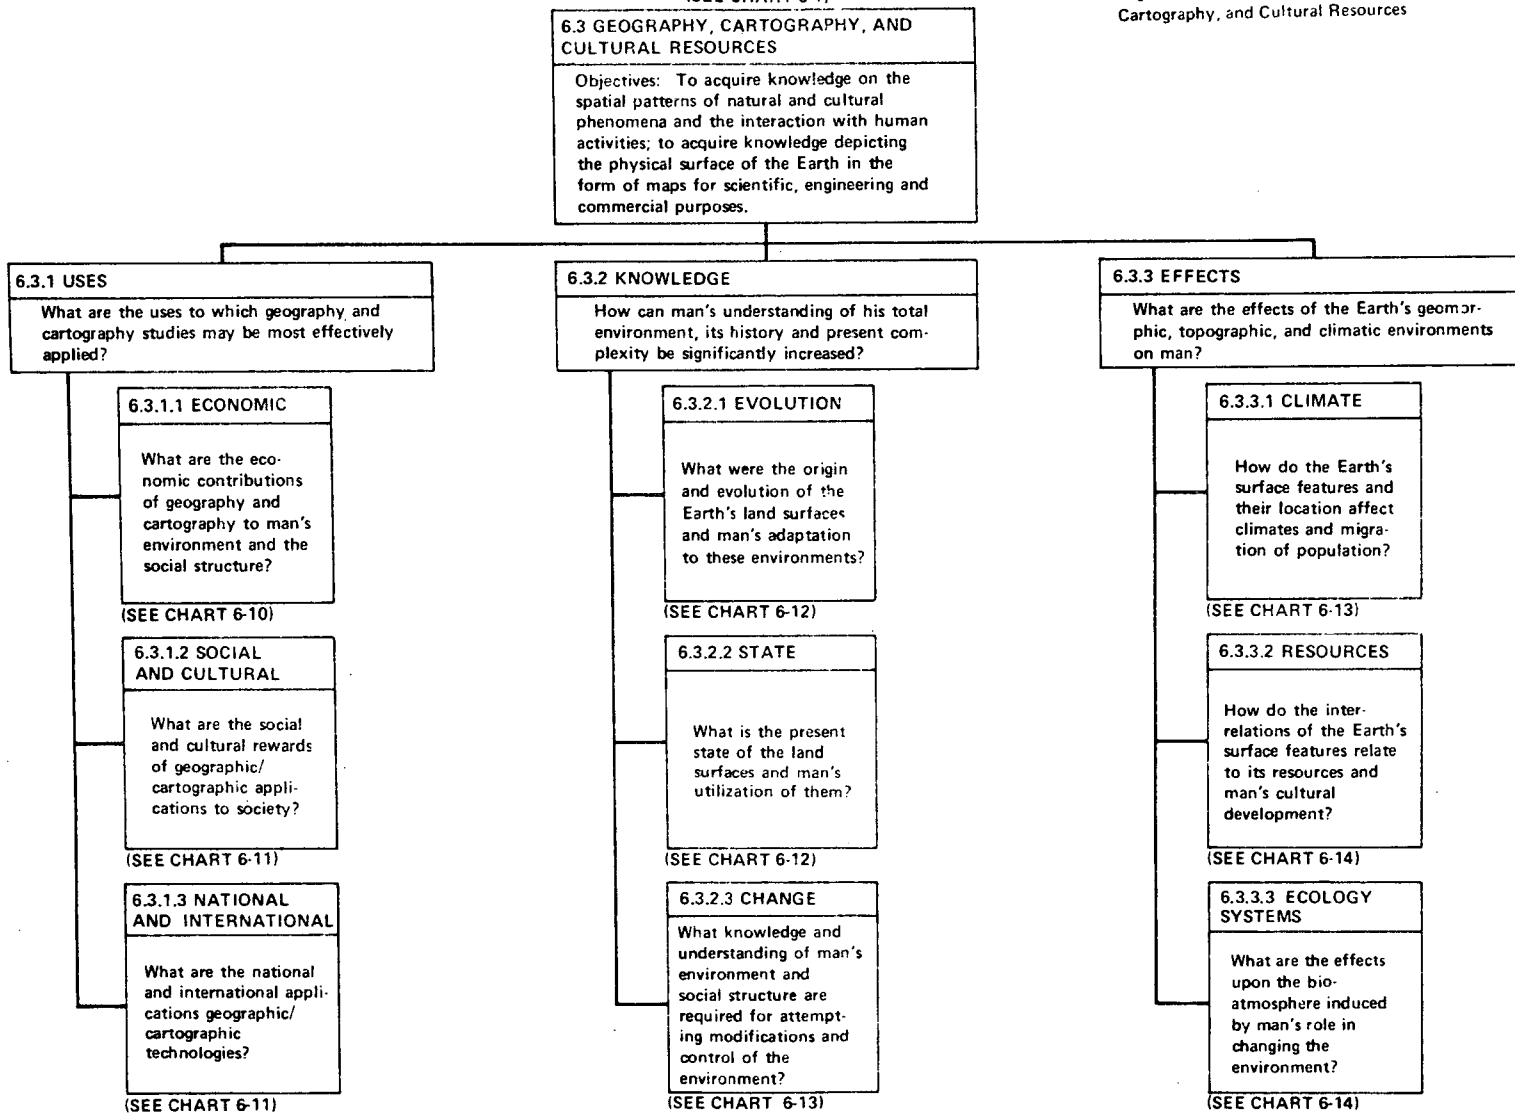 Cartography, and Cultural Resources
6.3 GEOGRAPHY, CARTOGRAPHY, AND
CULTURAL RESOURCES
Objectives: To acquire knowledge on the
spatial patterns of natural and cultural
phenomena and the interaction with human
activities; to acquire knowledge depicting
the physical surface of the Earth in the
form of maps for scientific, engineering and
commercial purposes.
6.3.1 USES
What are the uses to which geography and
cartography studies may be most effectively
applied?
6.3.1.1 ECONOMIC
What are the eco-
nomic contributions
of geography and
cartography to man's
environment and the
social structure?
(SEE CHART 6-10)
6.3.1.2 SOCIAL
AND CULTURAL
What are the social
and cultural rewards
of geographic/
cartographic appli-
cations to society?
(SEE CHART 6-11)
6.3.1.3 NATIONAL
AND INTERNATIONAL
What are the national
and international appli-
cations geographic/
cartographic
technologies?
(SEE CHART 6-11)
6.3.2 KNOWLEDGE
How can man's understanding of his total
environment, its history and present com-
plexity be significantly increased?
6.3.2.1 EVOLUTION
What were the origin
and evolution of the
Earth's land surfaces
and man's adaptation
to these environments?
(SEE CHART 6-12)
6.3.2.2 STATE
What is the present
state of the land
surfaces and man's
utilization of them?
(SEE CHART 6-12)
6.3.2.3 CHANGE
What knowledge and
understanding of man's
environment and
social structure are
required for attempt-
ing modifications and
control of the
environment?
(SEE CHART 6-13)
6.3.3 EFFECTS
What are the effects of the Earth's geomor-
phic, topographic, and climatic environments
on man?
6.3.3.1 CLIMATE
How do the Earth's
surface features and
their location affect
climates and migra-
tion of population?
(SEE CHART 6-13)
6.3.3.2 RESOURCES
How do the inter-
relations of the Earth's
surface features relate
to its resources and
man's cultural
development?
(SEE CHART 6-14)
6.3.3.3 ECOLOGY
SYSTEMS
What are the effects
upon the bio-
atmosphere induced
by man's role in
changing the
environment?
(SEE CHART 6-14)